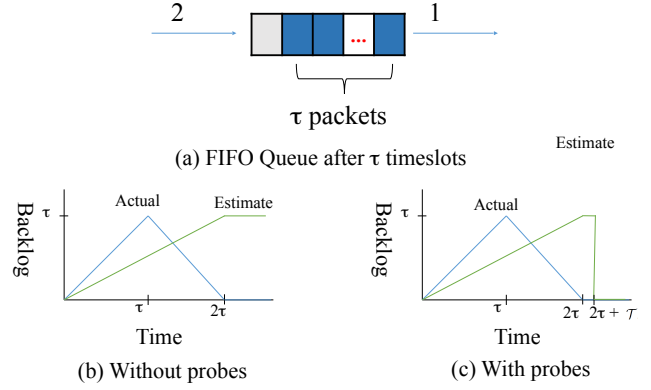 2
1
...
τ packets
(a) FIFO Queue after τ timeslots
Estimate
Backlog
τ
Actual
Estimate
τ
2τ
Time
(b) Without probes
Backlog
τ
Actual
τ
2τ
2τ + 𝒯
Time
(c) With probes